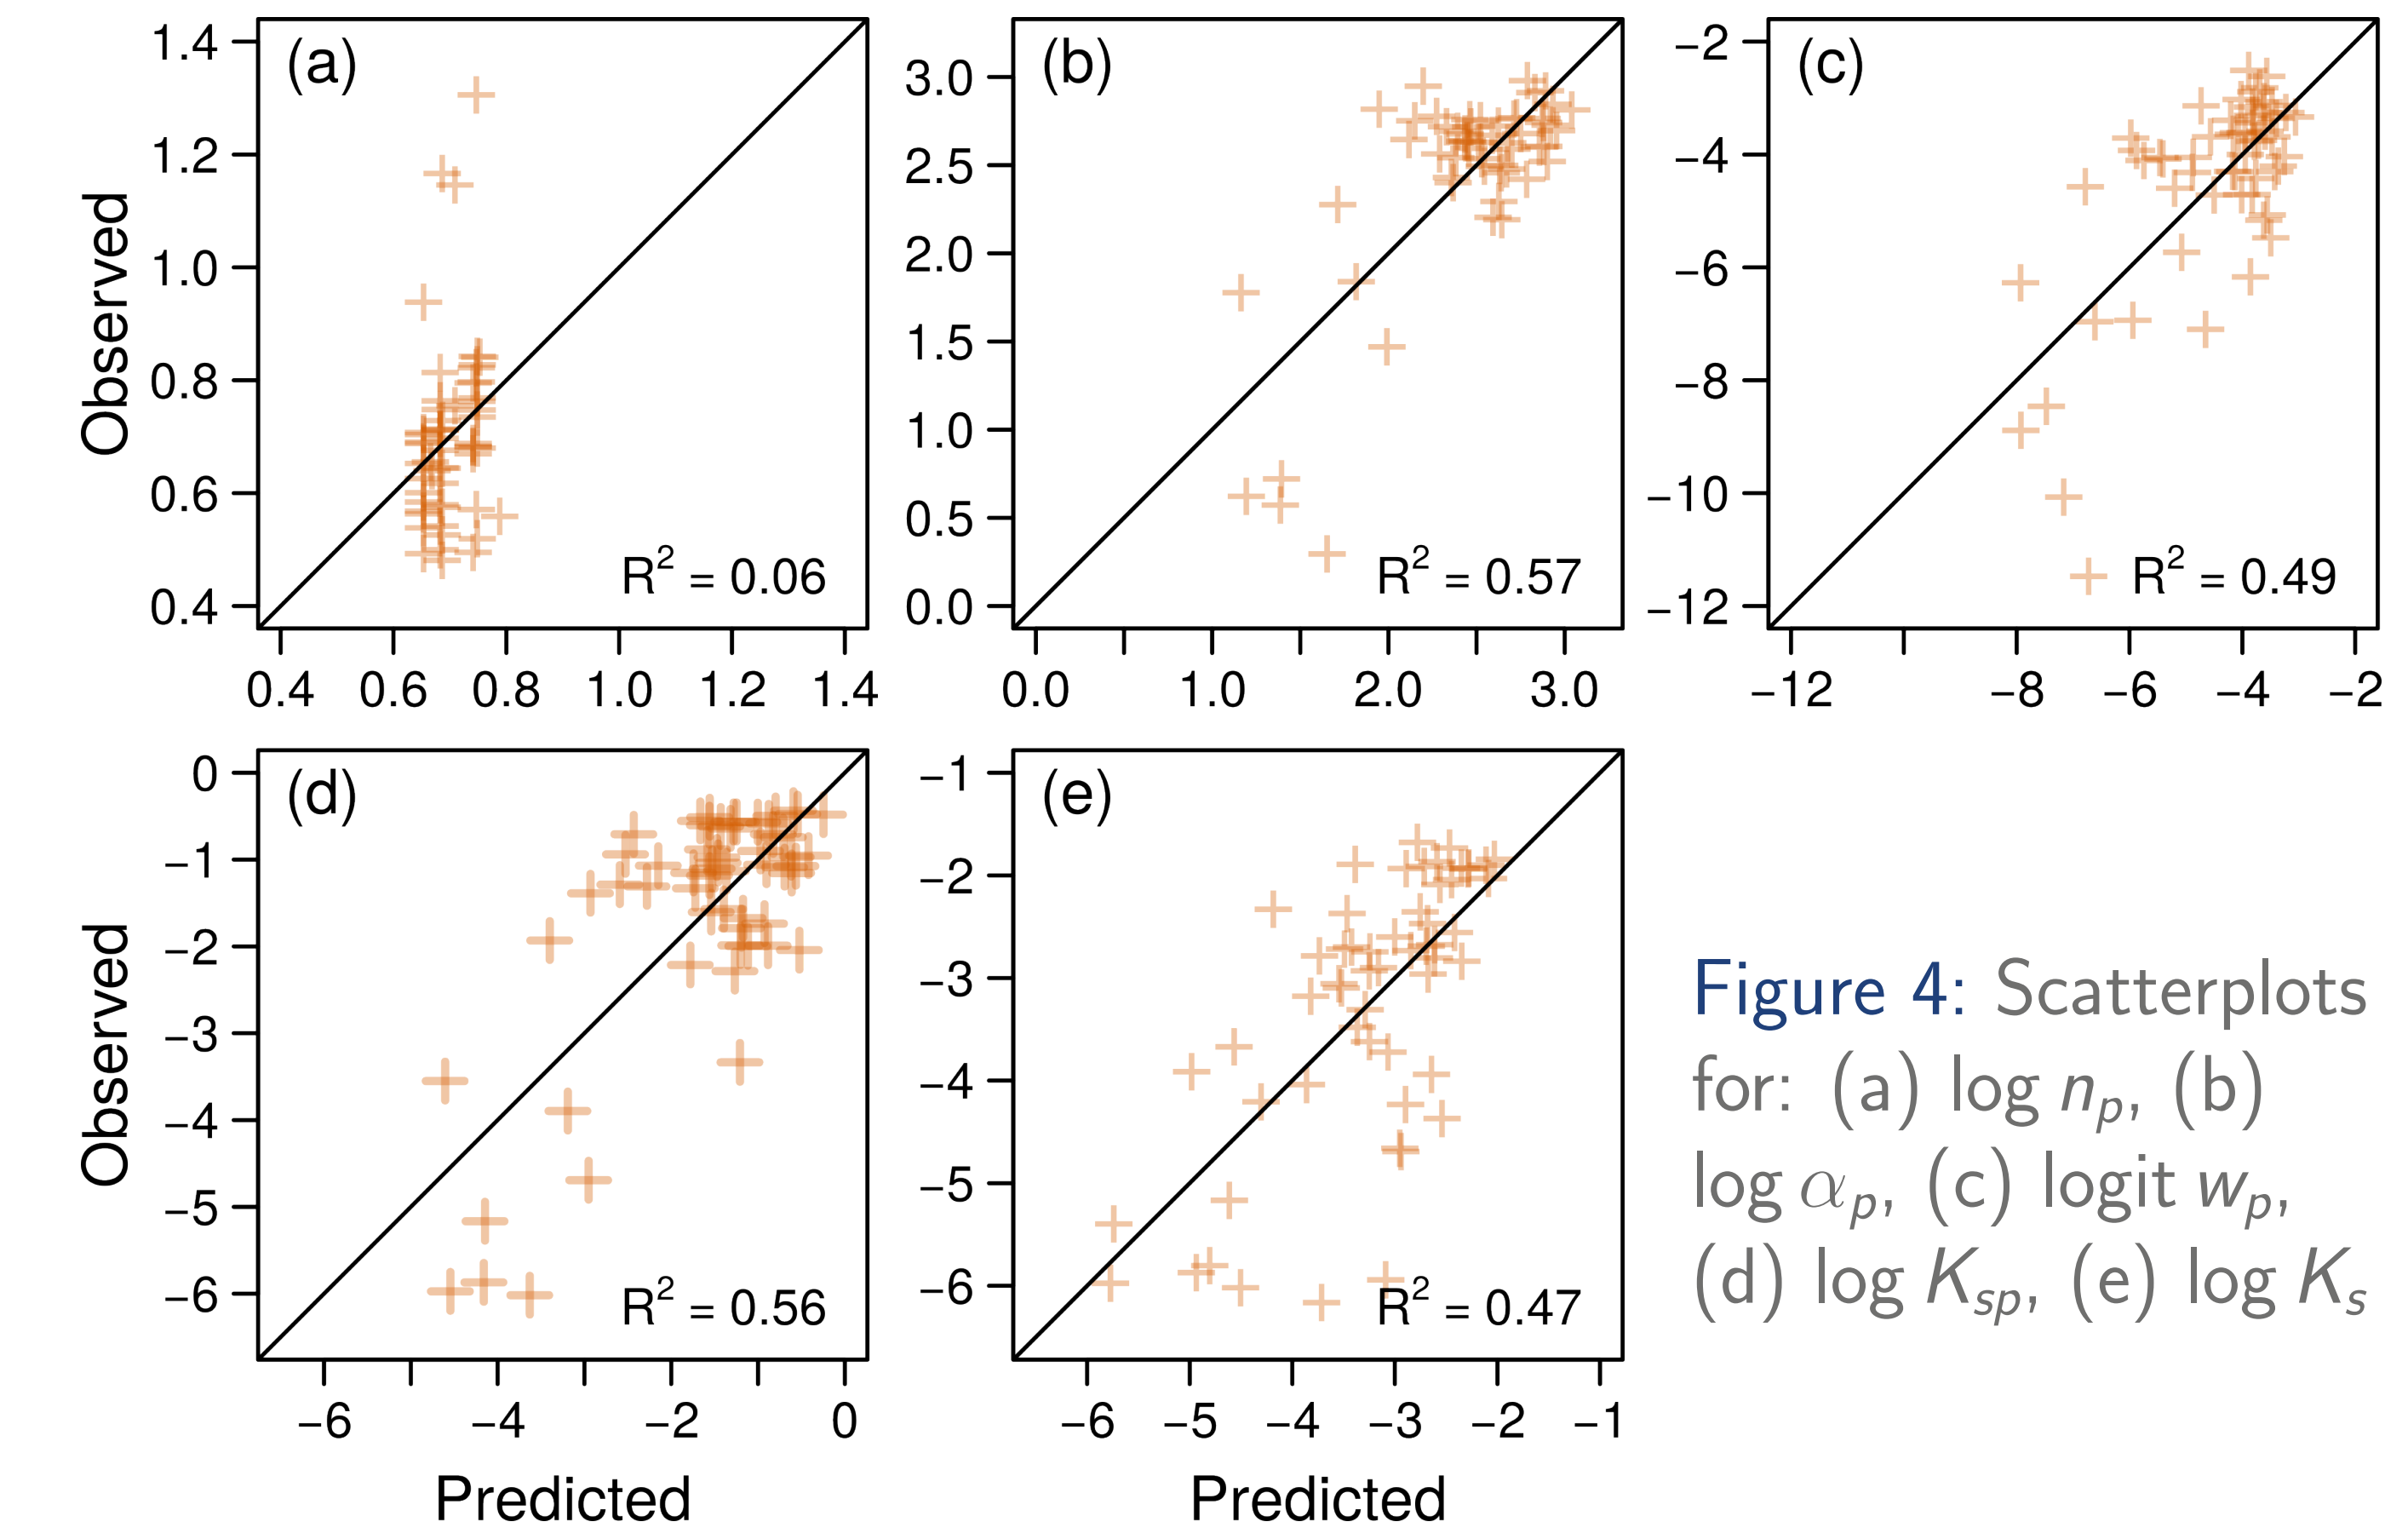 (a)
1.4
1.2
1.0
0.8
0.6
0.4
Observed
R² = 0.06
0.4 0.6 0.8 1.0 1.2 1.4
(b)
3.0
2.5
2.0
1.5
1.0
0.5
0.0
R² = 0.57
0.0 1.0 2.0 3.0
(c)
−2
−4
−6
−8
−10
−12
R² = 0.49
−12 −8 −6 −4 −2
(d)
0
−1
−2
−3
−4
−5
−6
Observed
R² = 0.56
−6 −4 −2 0
Predicted
(e)
−1
−2
−3
−4
−5
−6
R² = 0.47
−6 −5 −4 −3 −2 −1
Predicted
Figure 4: Scatterplots
for: (a) log nₚ, (b)
log αₚ, (c) logit wₚ,
(d) log Kₛₚ, (e) log Kₛ